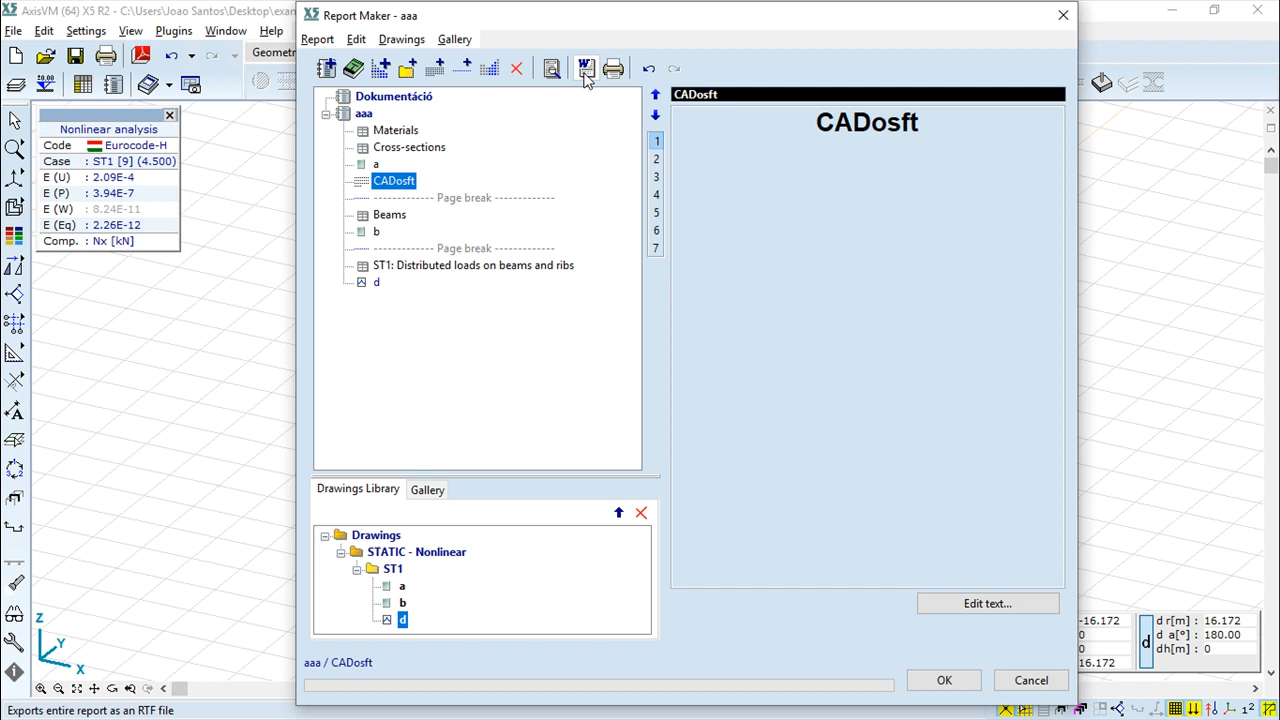 AxisVM (64) X5 R2 - C:\Users\Joao Santos\Desktop\exan
File Edit Settings View Plugins Window Help
Geometr
Nonlinear analysis
Code : Eurocode-H
Case : ST1 [9] (4.500)
E (U) : 2.09E-4
E (P) : 3.94E-7
E (W) : 8.24E-11
E (Eq) : 2.26E-12
Comp. : Nx [kN]
Z
Y
X
Exports entire report as an RTF file
Report Maker - aaa
Report Edit Drawings Gallery
Dokumentáció
aaa
Materials
Cross-sections
a
CADosft
Page break
Beams
b
Page break
ST1: Distributed loads on beams and ribs
d
1
2
3
4
5
6
7
CADosft
CADosft
Edit text...
Drawings Library Gallery
Drawings
STATIC - Nonlinear
ST1
a
b
d
aaa / CADosft
OK Cancel
-16.172
0
0
16.172
d
d r[m] : 16.172
d a[°] : 180.00
dh[m] : 0